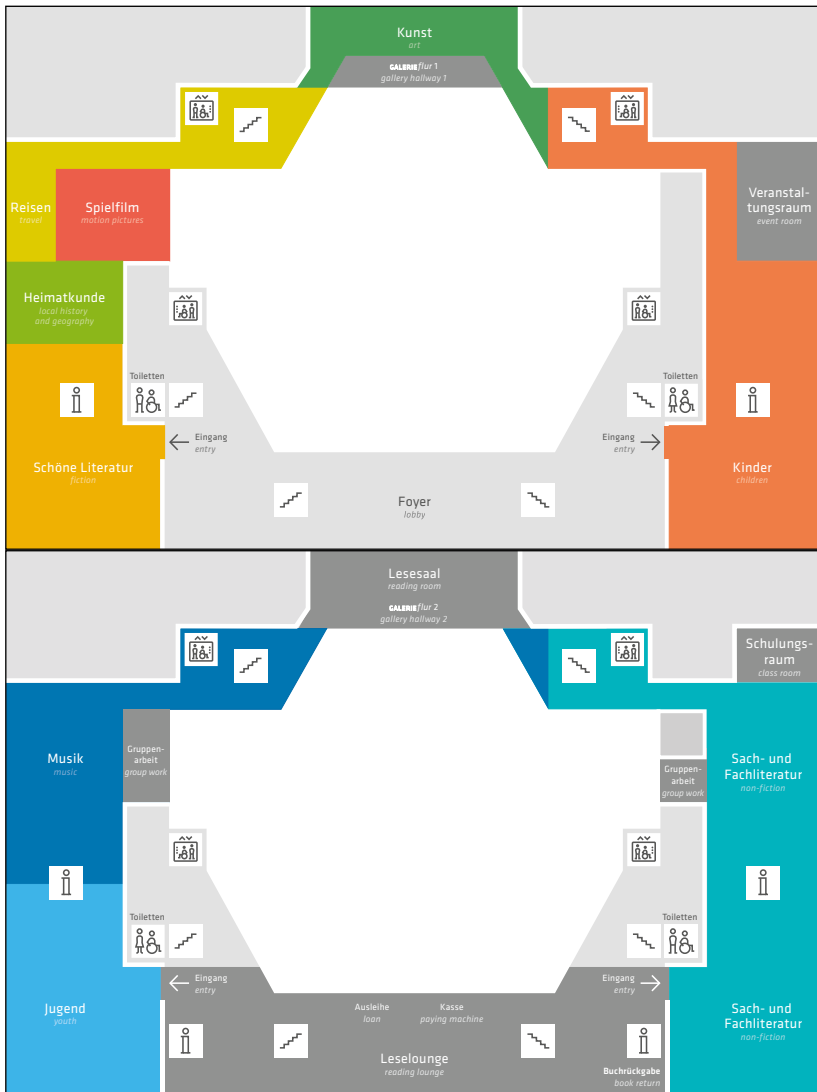 Kunst
art
GALERIEflur 1
gallery hallway 1
Reisen
travel
Spielfilm
motion pictures
Veranstal-
tungsraum
event room
Heimatkunde
local history
and geography
Toiletten
Toiletten
Eingang
entry
Eingang
entry
Schöne Literatur
fiction
Foyer
lobby
Kinder
children
Lesesaal
reading room
GALERIEflur 2
gallery hallway 2
Schulungs-
raum
class room
Musik
music
Gruppen-
arbeit
group work
Gruppen-
arbeit
group work
Sach- und
Fachliteratur
non-fiction
Toiletten
Toiletten
Eingang
entry
Eingang
entry
Jugend
youth
Ausleihe
loan
Kasse
paying machine
Sach- und
Fachliteratur
non-fiction
Leselounge
reading lounge
Buchrückgabe
book return